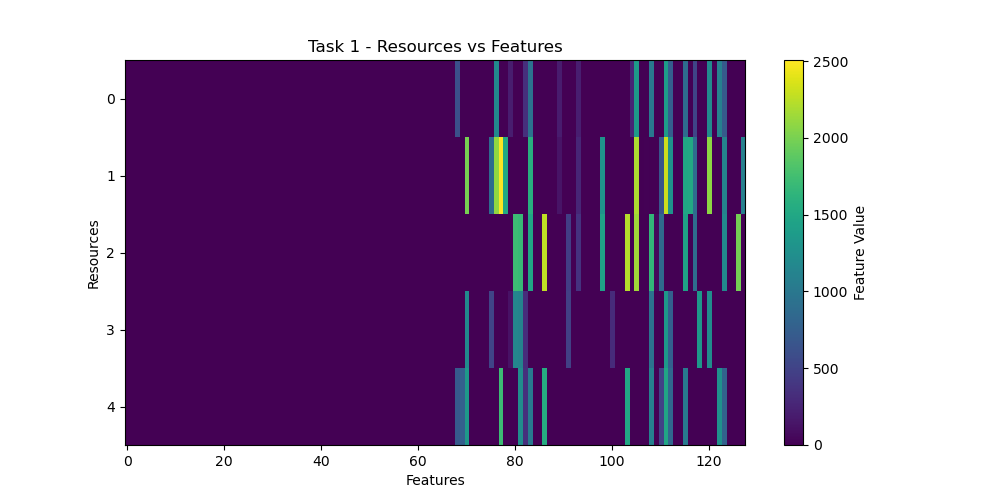 Task 1 - Resources vs Features
Resources
0
1
2
3
4
0 20 40 60 80 100 120
Features
2500
2000
1500
1000
500
0
Feature Value